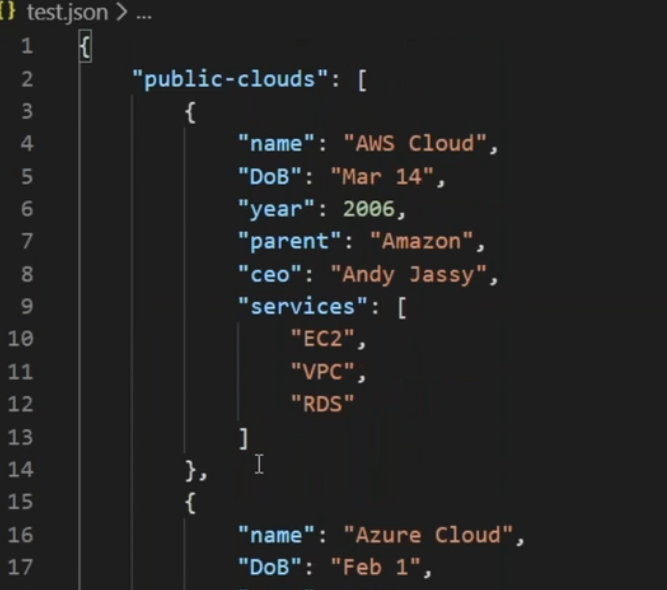 {} test.json > ...
1 {
2 "public-clouds": [
3 {
4 "name": "AWS Cloud",
5 "DoB": "Mar 14",
6 "year": 2006,
7 "parent": "Amazon",
8 "ceo": "Andy Jassy",
9 "services": [
10 "EC2",
11 "VPC",
12 "RDS"
13 ]
14 },
15 {
16 "name": "Azure Cloud",
17 "DoB": "Feb 1",